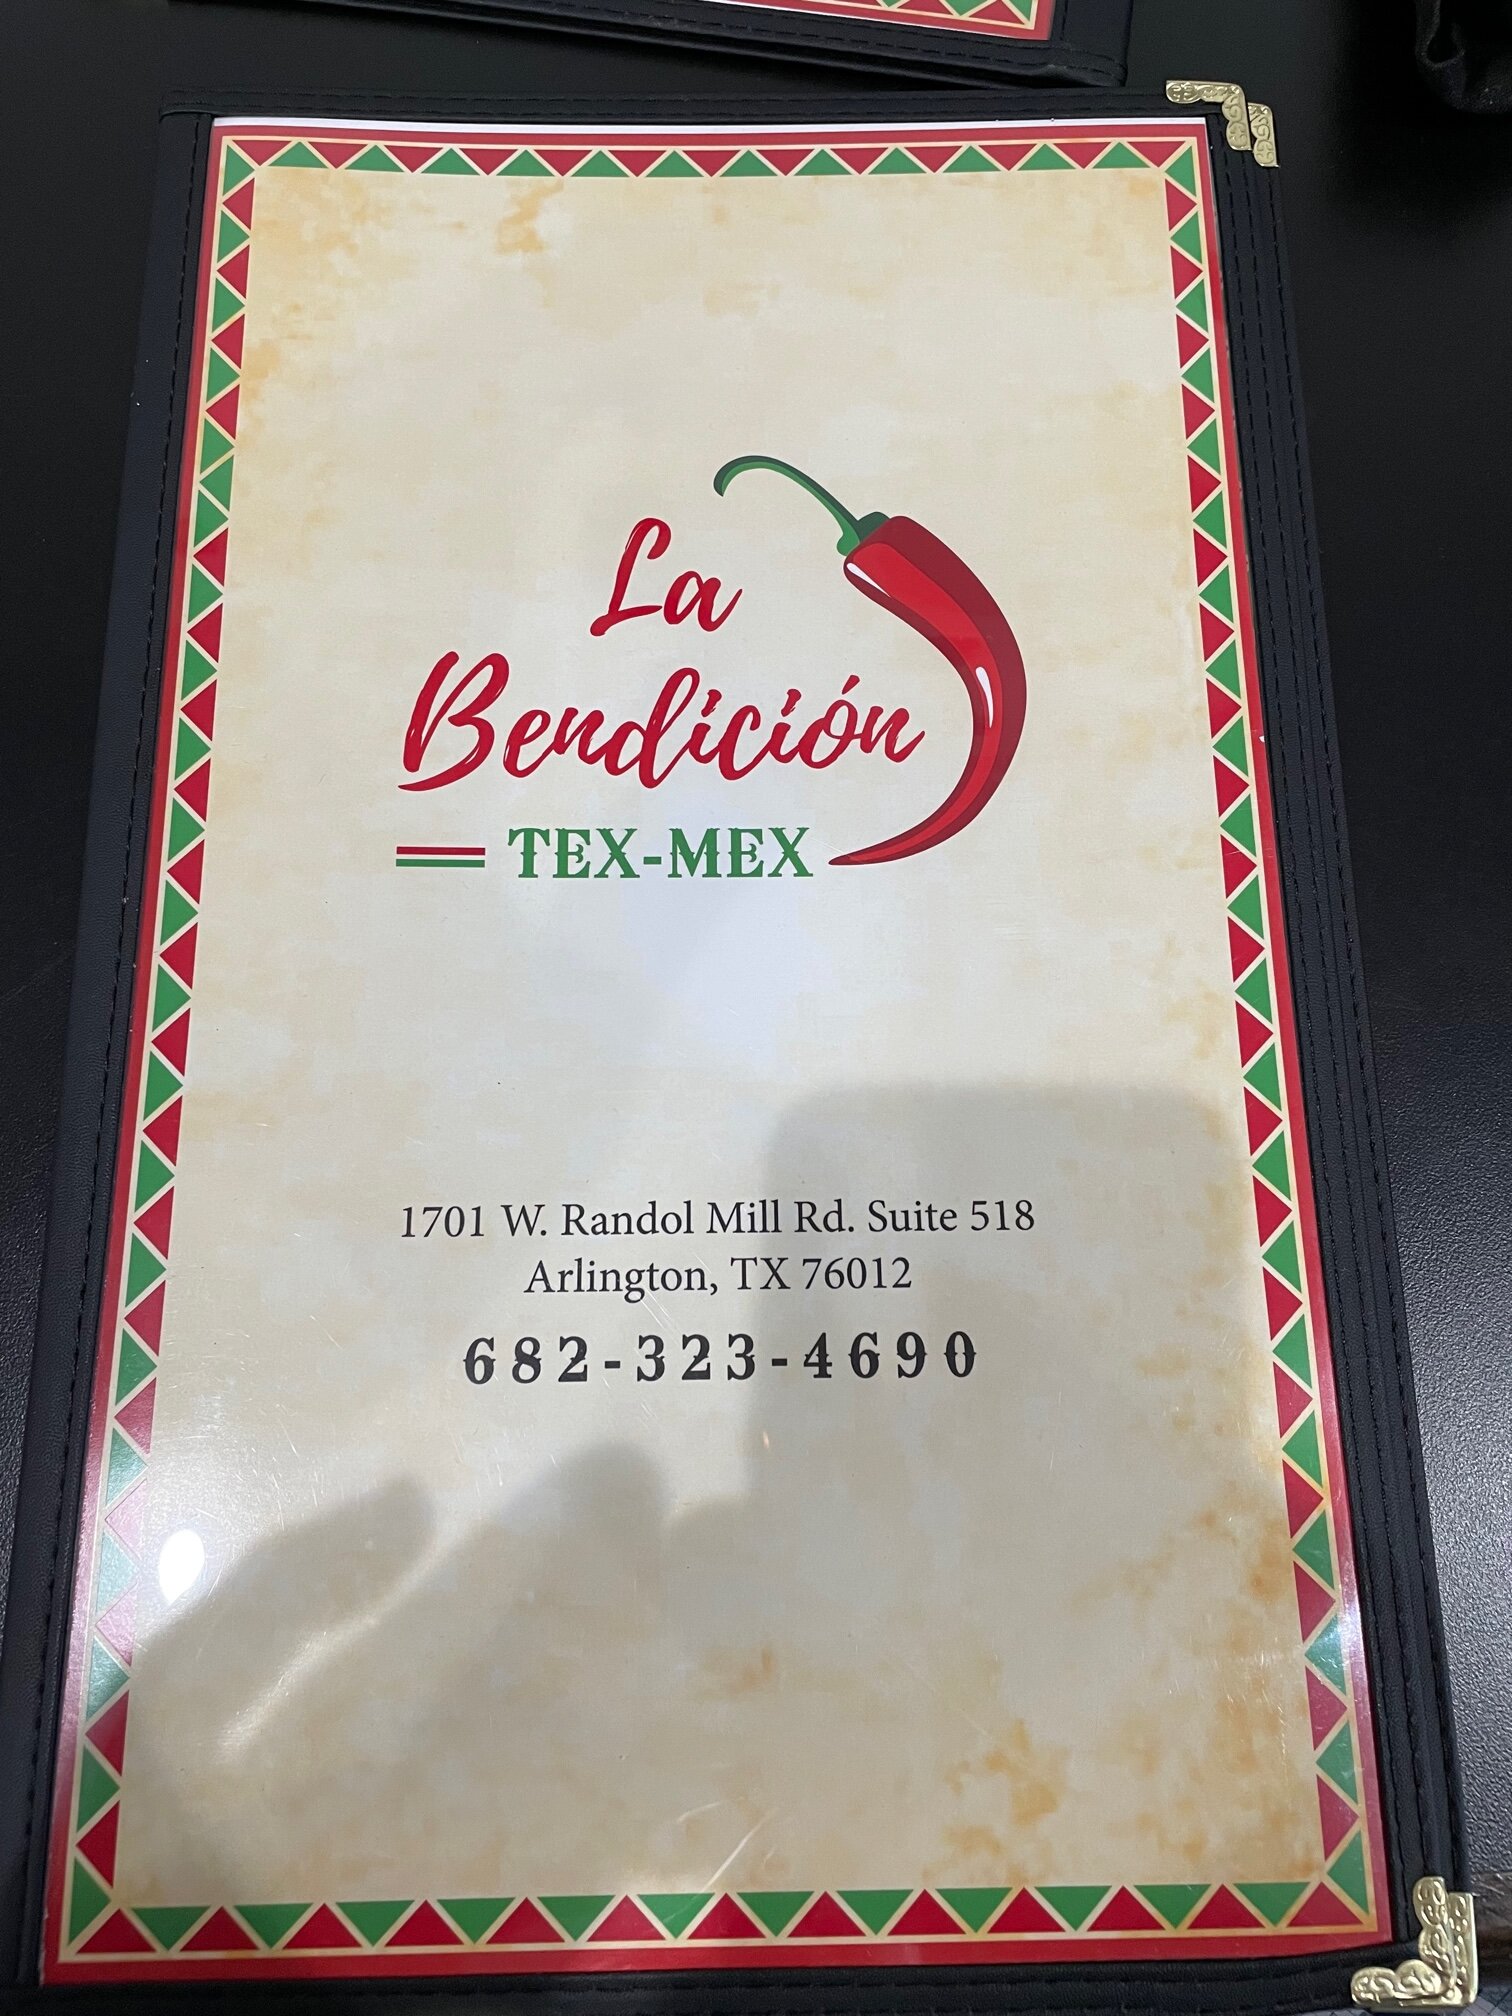 La
Bendición
TEX-MEX
1701 W. Randol Mill Rd. Suite 518
Arlington, TX 76012
682-323-4690